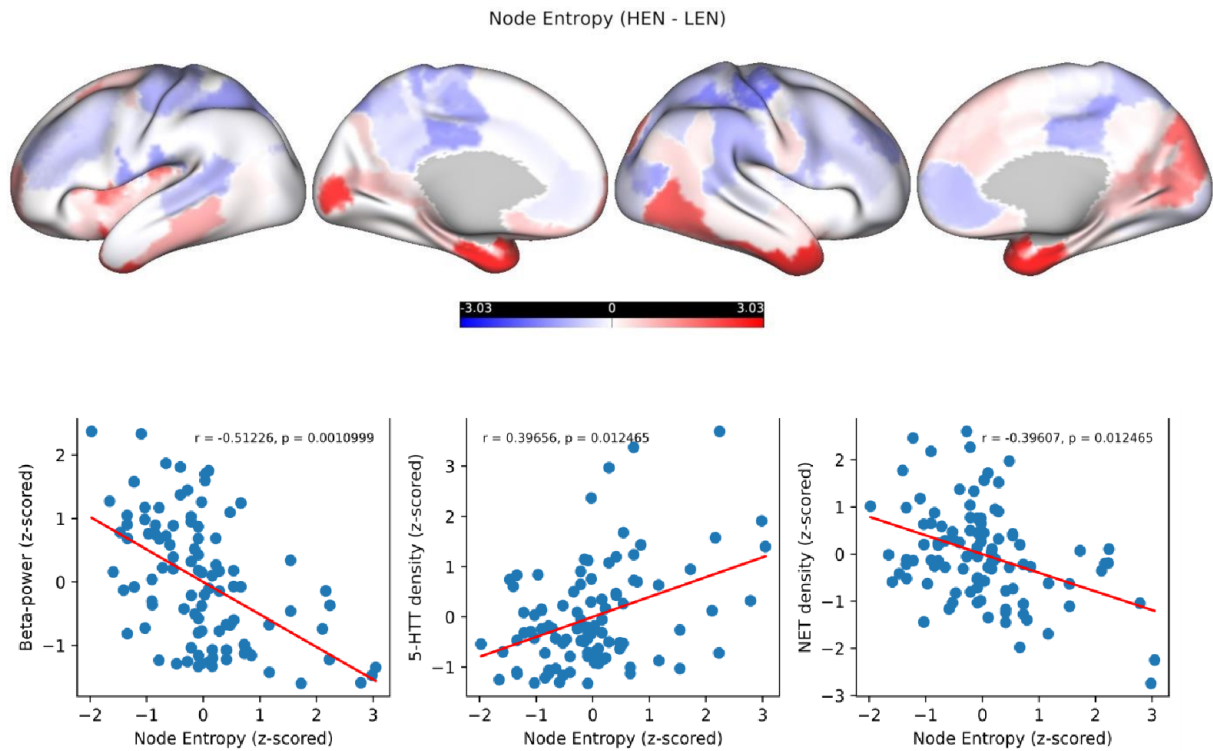 Node Entropy (HEN - LEN)
-3.03 0 3.03
r = -0.51226, p = 0.0010999
Beta-power (z-scored)
2
1
0
−1
−2 −1 0 1 2 3
Node Entropy (z-scored)
r = 0.39656, p = 0.012465
5-HTT density (z-scored)
3
2
1
0
−1
−2 −1 0 1 2 3
Node Entropy (z-scored)
r = -0.39607, p = 0.012465
NET density (z-scored)
2
1
0
−1
−2
−3
−2 −1 0 1 2 3
Node Entropy (z-scored)